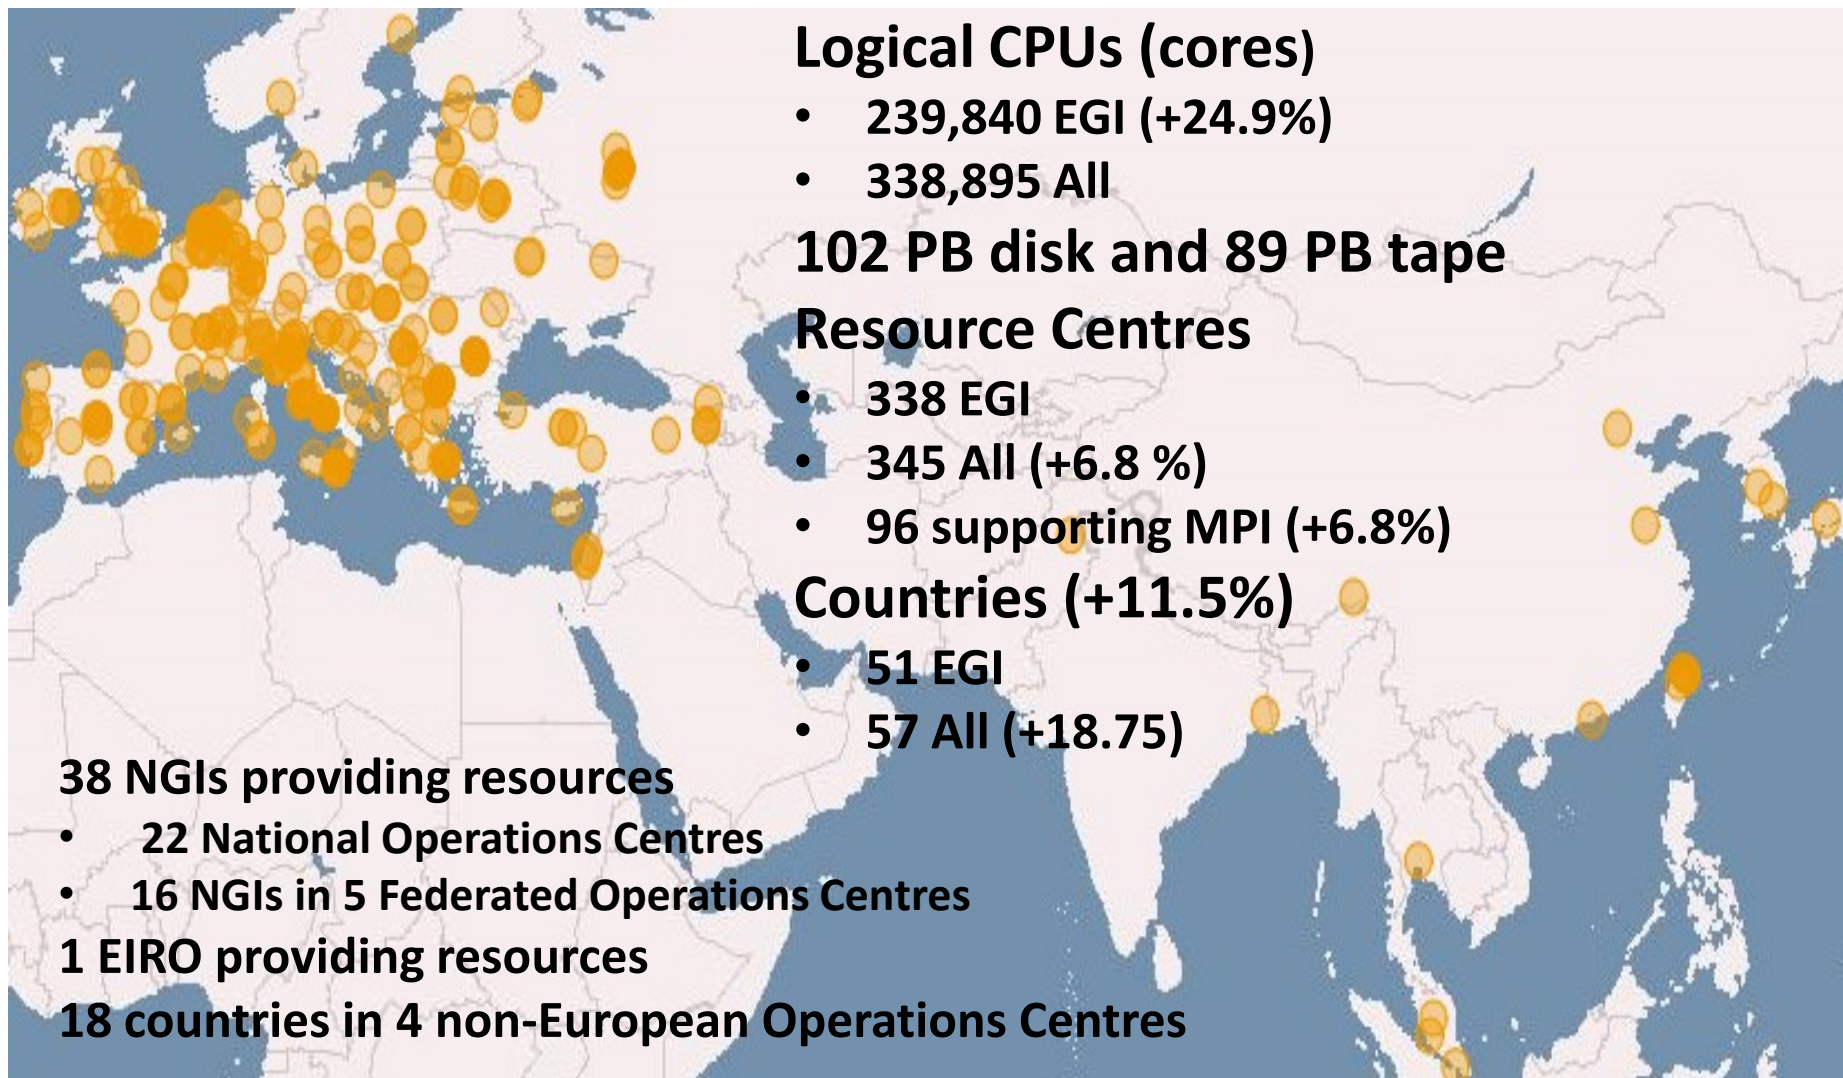 Logical CPUs (cores)
• 239,840 EGI (+24.9%)
• 338,895 All
102 PB disk and 89 PB tape
Resource Centres
• 338 EGI
• 345 All (+6.8 %)
• 96 supporting MPI (+6.8%)
Countries (+11.5%)
• 51 EGI
• 57 All (+18.75)
38 NGIs providing resources
• 22 National Operations Centres
• 16 NGIs in 5 Federated Operations Centres
1 EIRO providing resources
18 countries in 4 non-European Operations Centres